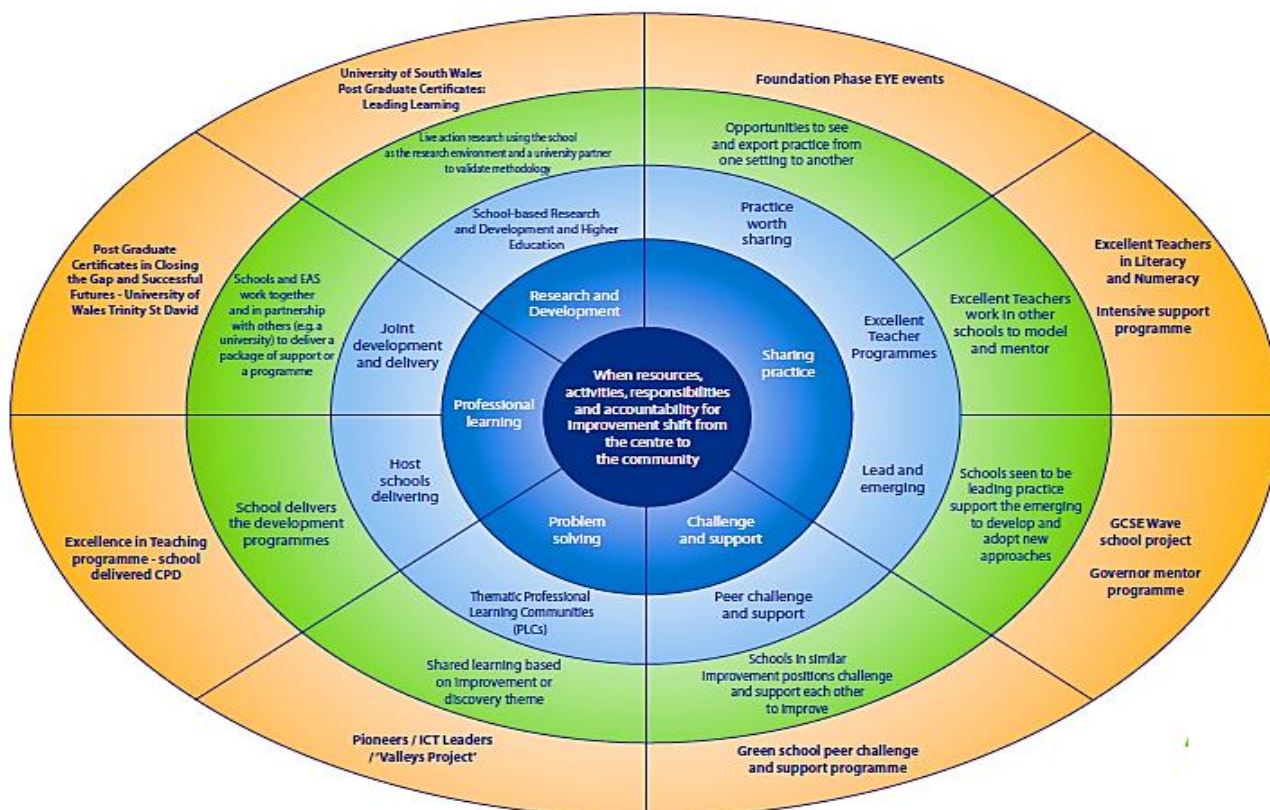 University of South Wales
Post Graduate Certificates:
Leading Learning
Foundation Phase EYE events
Live action research using the school
as the research environment and a university partner
to validate methodology
Opportunities to see
and export practice from
one setting to another
School-based Research
and Development and Higher
Education
Practice
worth
sharing
Post Graduate
Certificates in Closing
the Gap and Successful
Futures - University of
Wales Trinity St David
Schools and EAS
work together
and in partnership
with others (e.g. a
university) to deliver a
package of support or
a programme
Joint
development
and delivery
Research and
Development
Sharing
practice
Excellent
Teacher
Programmes
Excellent Teachers
work in other
schools to model
and mentor
Excellent Teachers
in Literacy
and Numeracy
Intensive support
programme
Professional
learning
When resources,
activities, responsibilities
and accountability for
improvement shift from
the centre to
the community
Host
schools
delivering
Lead and
emerging
School delivers
the development
programmes
Problem
solving
Challenge
and support
Schools seen to be
leading practice
support the emerging
to develop and
adopt new
approaches
Excellence in Teaching
programme - school
delivered CPD
GCSE Wave
school project
Governor mentor
programme
Thematic Professional
Learning Communities
(PLCs)
Peer challenge
and support
Shared learning based
on improvement or
discovery theme
Schools in similar
improvement positions challenge
and support each other
to improve
Pioneers / ICT Leaders
/ 'Valleys Project'
Green school peer challenge
and support programme